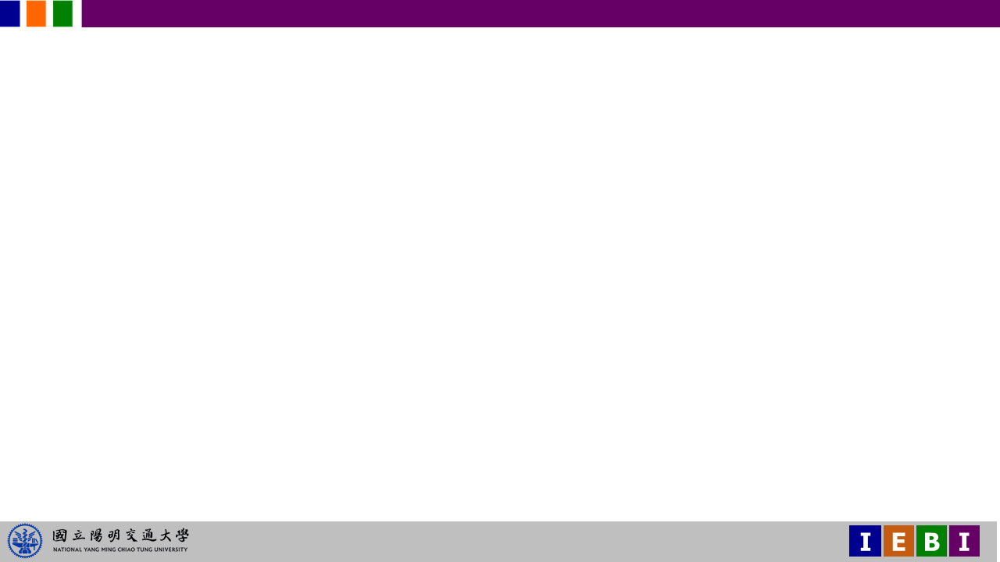 國立陽明交通大學
NATIONAL YANG MING CHIAO TUNG UNIVERSITY
I E B I